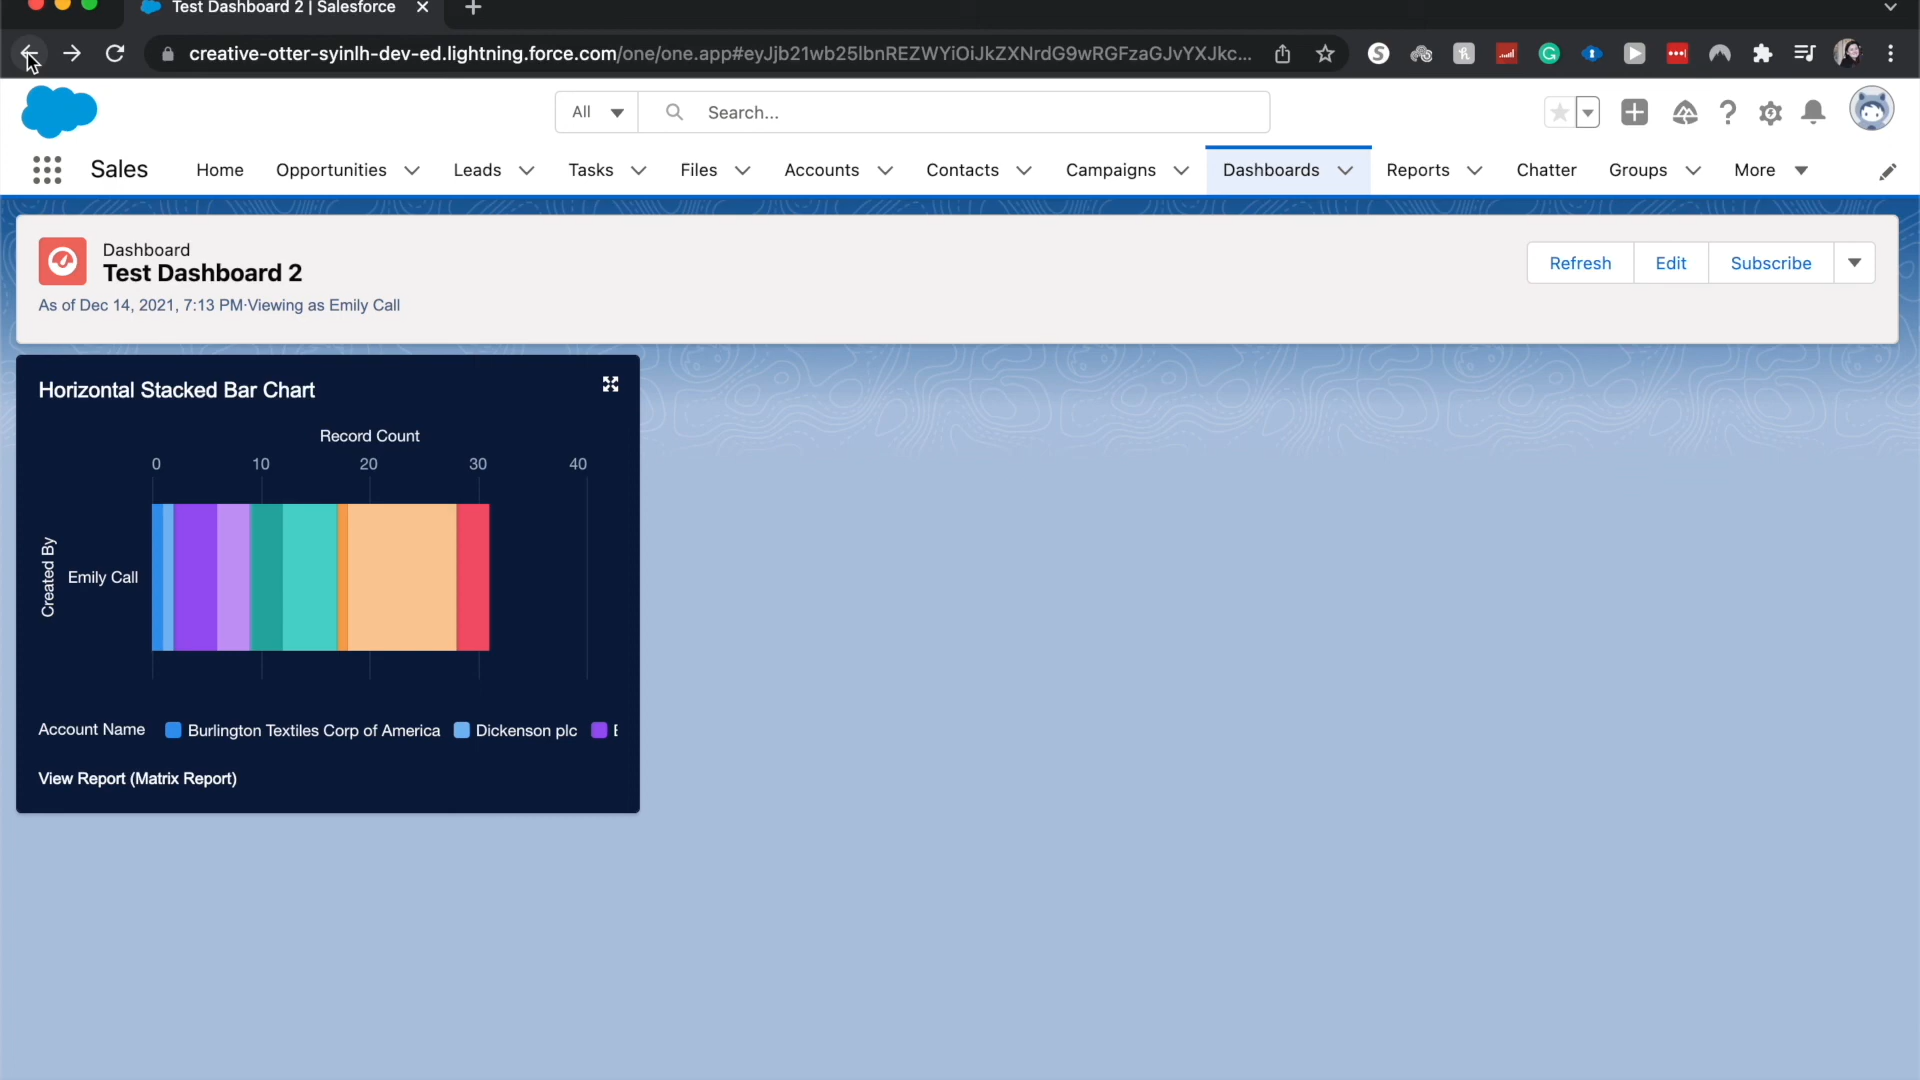 Test Dashboard 2 | Salesforce
creative-otter-syinlh-dev-ed.lightning.force.com/one/one.app#eyJjb21wb25lbnREZWYiOiJkZXNrdG9wRGFzaGJvYXJkc...
All
Search...
Sales
Home
Opportunities
Leads
Tasks
Files
Accounts
Contacts
Campaigns
Dashboards
Reports
Chatter
Groups
More
Dashboard
Test Dashboard 2
As of Dec 14, 2021, 7:13 PM·Viewing as Emily Call
Refresh
Edit
Subscribe
Horizontal Stacked Bar Chart
Record Count
0 10 20 30 40
Created By
Emily Call
Account Name
Burlington Textiles Corp of America
Dickenson plc
View Report (Matrix Report)